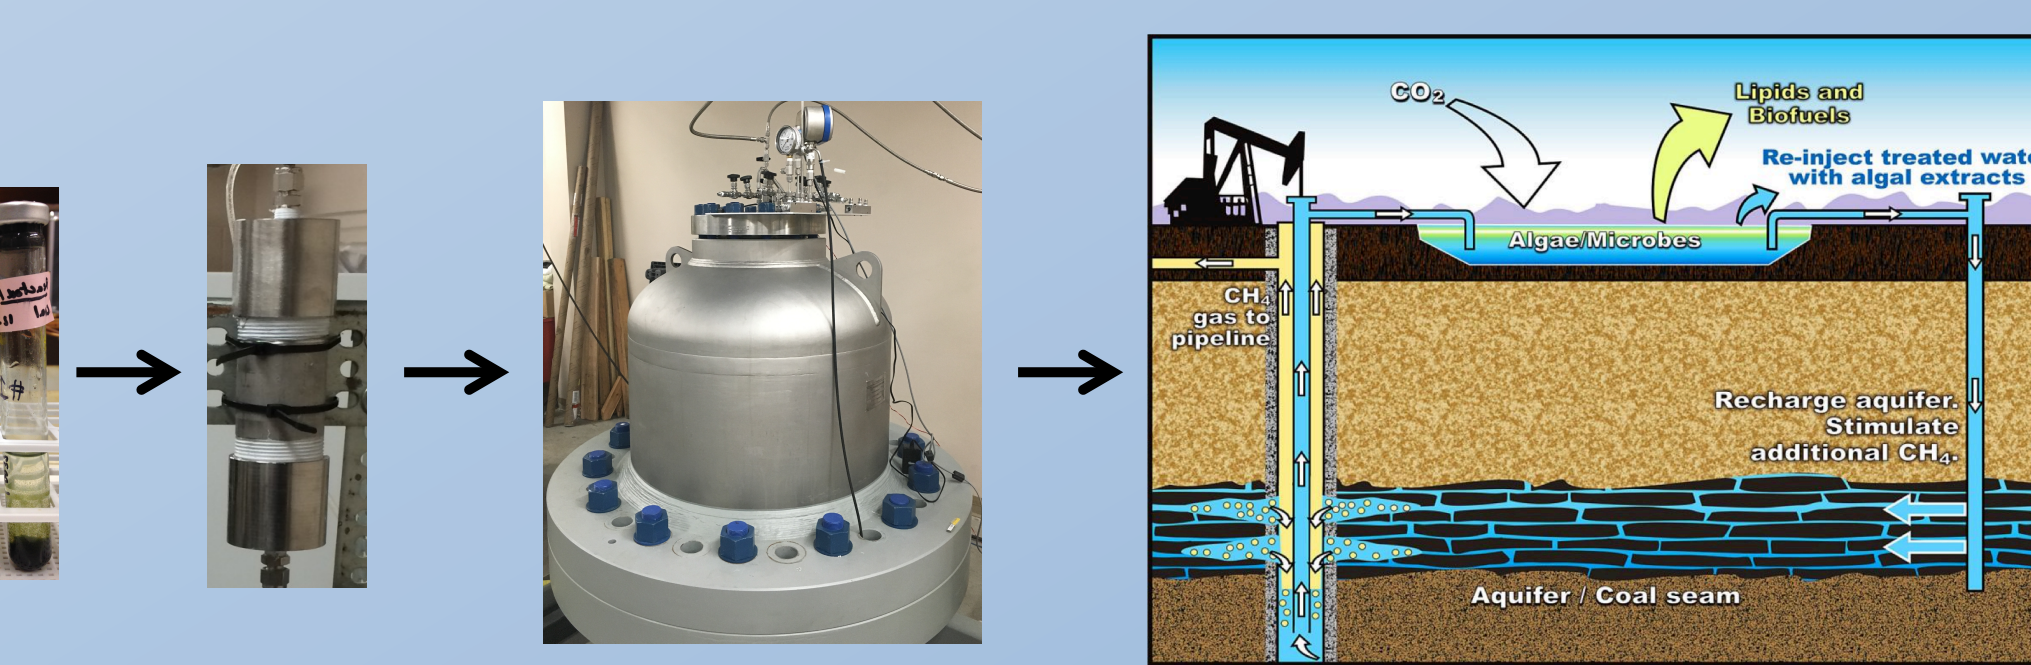 CO₂
Lipids and
Biofuels
Re-inject treated
with algal extracts
Algae/Microbes
CH₄
gas to
pipeline
Recharge aquifer.
Stimulate
additional CH₄.
Aquifer / Coal seam